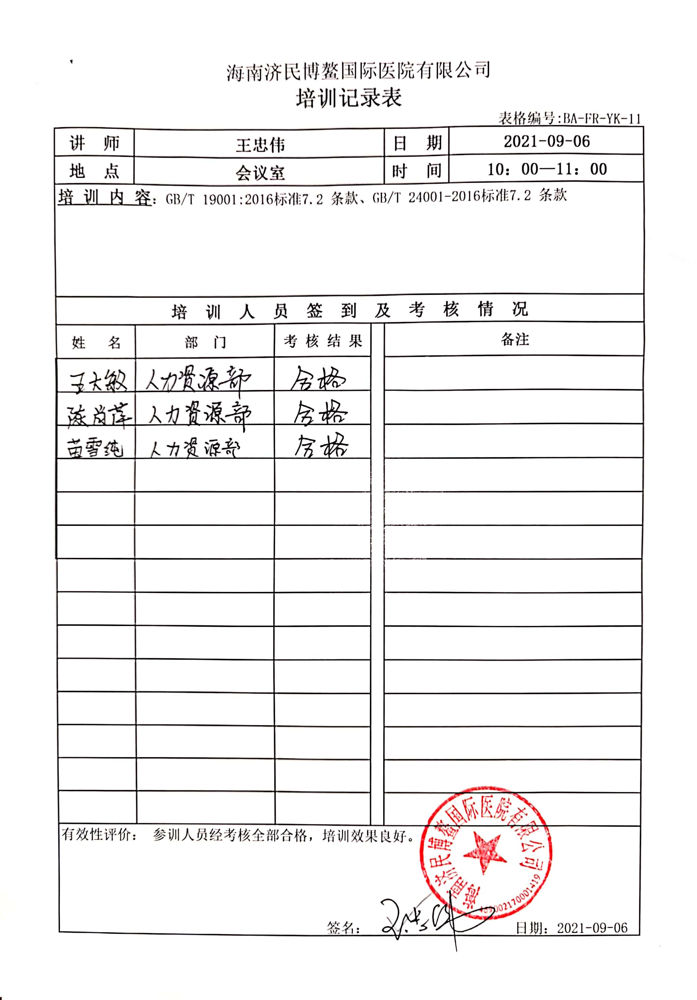 海南济民博鳌国际医院有限公司
培训记录表
表格编号:BA-FR-YK-11
讲 师 王忠伟 日 期 2021-09-06
地 点 会议室 时 间 10：00—11：00
培 训 内 容：GB/T 19001:2016标准7.2 条款、GB/T 24001-2016标准7.2 条款
培 训 人 员 签 到 及 考 核 情 况
姓 名 部 门 考 核 结 果 备注
王大敏 人力资源部 合格
陈肖萍 人力资源部 合格
苗雪纯 人力资源部 合格
有效性评价： 参训人员经考核全部合格，培训效果良好。
海南济民博鳌国际医院有限公司
签名： 王忠伟 日期：2021-09-06